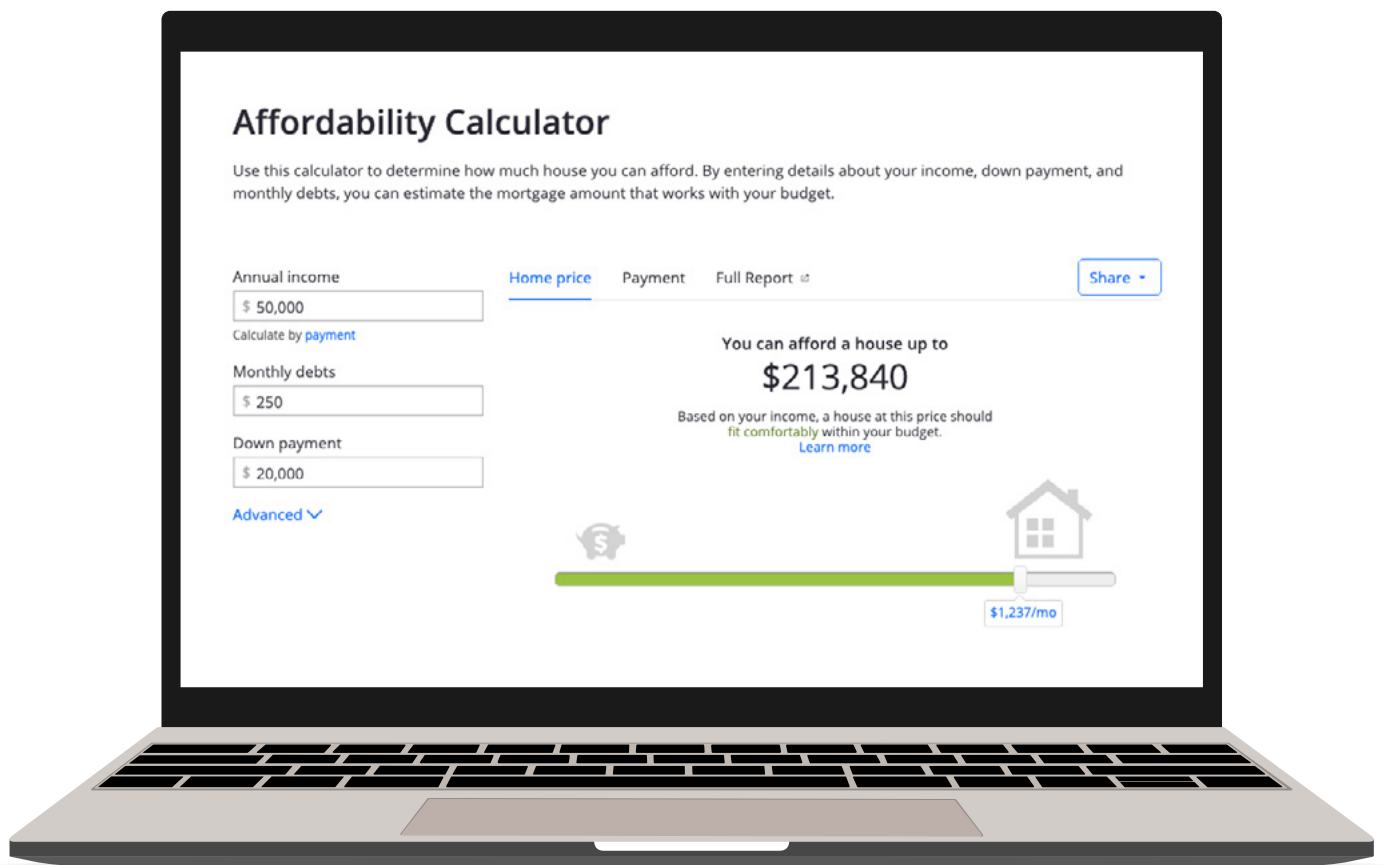 Affordability Calculator
Use this calculator to determine how much house you can afford. By entering details about your income, down payment, and
monthly debts, you can estimate the mortgage amount that works with your budget.
Annual income
$ 50,000
Calculate by payment
Monthly debts
$ 250
Down payment
$ 20,000
Advanced
Home price Payment Full Report
Share
You can afford a house up to
$213,840
Based on your income, a house at this price should
fit comfortably within your budget.
Learn more
$
$1,237/mo